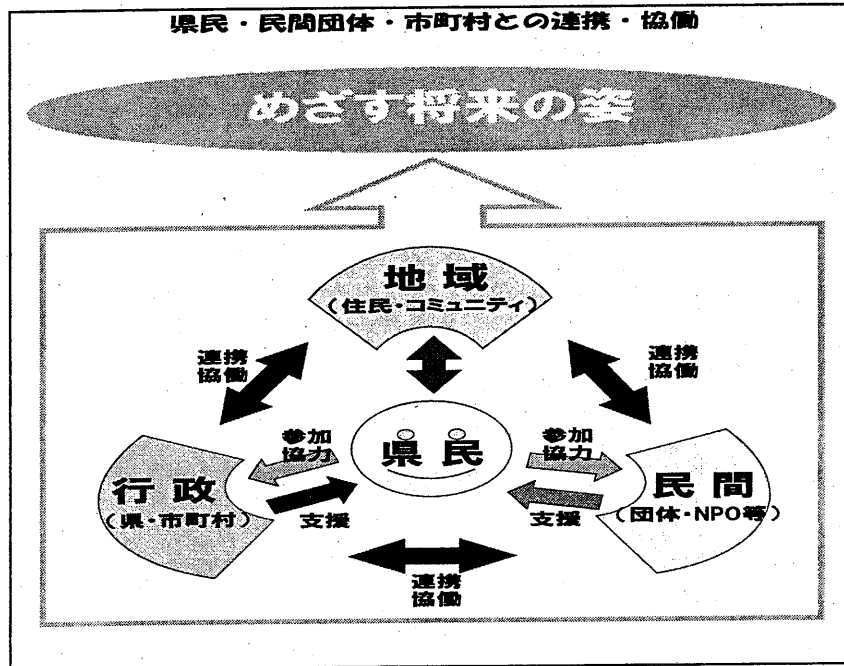 県民・民間団体・市町村との連携・協働
めざす将来の姿
地域
(住民・コミュニティ)
連携
協働
連携
協働
参加
協力
県民
参加
協力
行政
(県・市町村)
支援
民間
(団体・NPO等)
支援
連携
協働